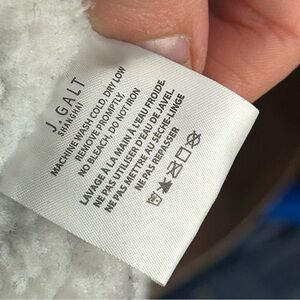 J. GALT
SHANGHAI
MACHINE WASH COLD, DRY LOW
REMOVE PROMPTLY,
NO BLEACH, DO NOT IRON
LAVAGE À LA MAIN À L'EAU FROIDE.
NE PAS UTILISER D'EAU DE JAVEL.
NE PAS METTRE AU SÈCHE-LINGE
NE PAS REPASSER